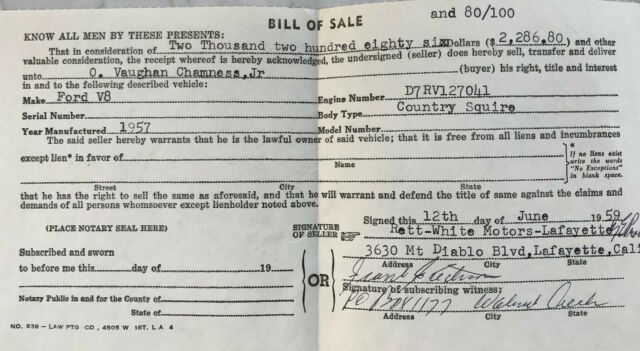 BILL OF SALE
and 80/100
KNOW ALL MEN BY THESE PRESENTS:
That in consideration of Two Thousand two hundred eighty six Dollars ($ 2,286.80) and other
valuable consideration, the receipt whereof is hereby acknowledged, the undersigned (seller) does hereby sell, transfer and deliver
unto O. Vaughan Chamness,Jr (buyer) his right, title and interest
in and to the following described vehicle:
Make Ford V8 Engine Number D7RV127041
Serial Number Body Type Country Squire
Year Manufactured 1957 Model Number
The said seller hereby warrants that he is the lawful owner of said vehicle; that it is free from all liens and incumbrances
except lien* in favor of
Name
* If no liens exist
write the words
"No Exceptions"
in blank space.
Street City State
that he has the right to sell the same as aforesaid, and that he will warrant and defend the title of same against the claims and
demands of all persons whomsoever except lienholder noted above.
Signed this 12th day of June 1959
(PLACE NOTARY SEAL HERE)
SIGNATURE
OF SELLER
Rett-White Motors-Lafayette
3630 Mt Diablo Blvd, Lafayette, Cali
Address City State
Subscribed and sworn
to before me this day of 19
(OR)
Signature of subscribing witness:
PO Box 1177 Walnut Creek
Address City State
Notary Public in and for the County of
State of
NO. 938 — LAW PTG CO., 4505 W 1ST, L.A 4